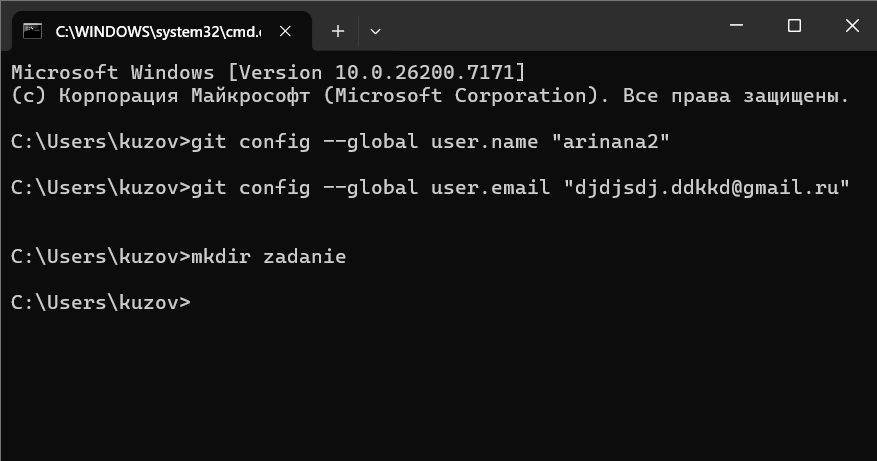 C:\WINDOWS\system32\cmd.e
Microsoft Windows [Version 10.0.26200.7171]
(c) Корпорация Майкрософт (Microsoft Corporation). Все права защищены.
C:\Users\kuzov>git config --global user.name "arinana2"
C:\Users\kuzov>git config --global user.email "djdjsdj.ddkkd@gmail.ru"
C:\Users\kuzov>mkdir zadanie
C:\Users\kuzov>